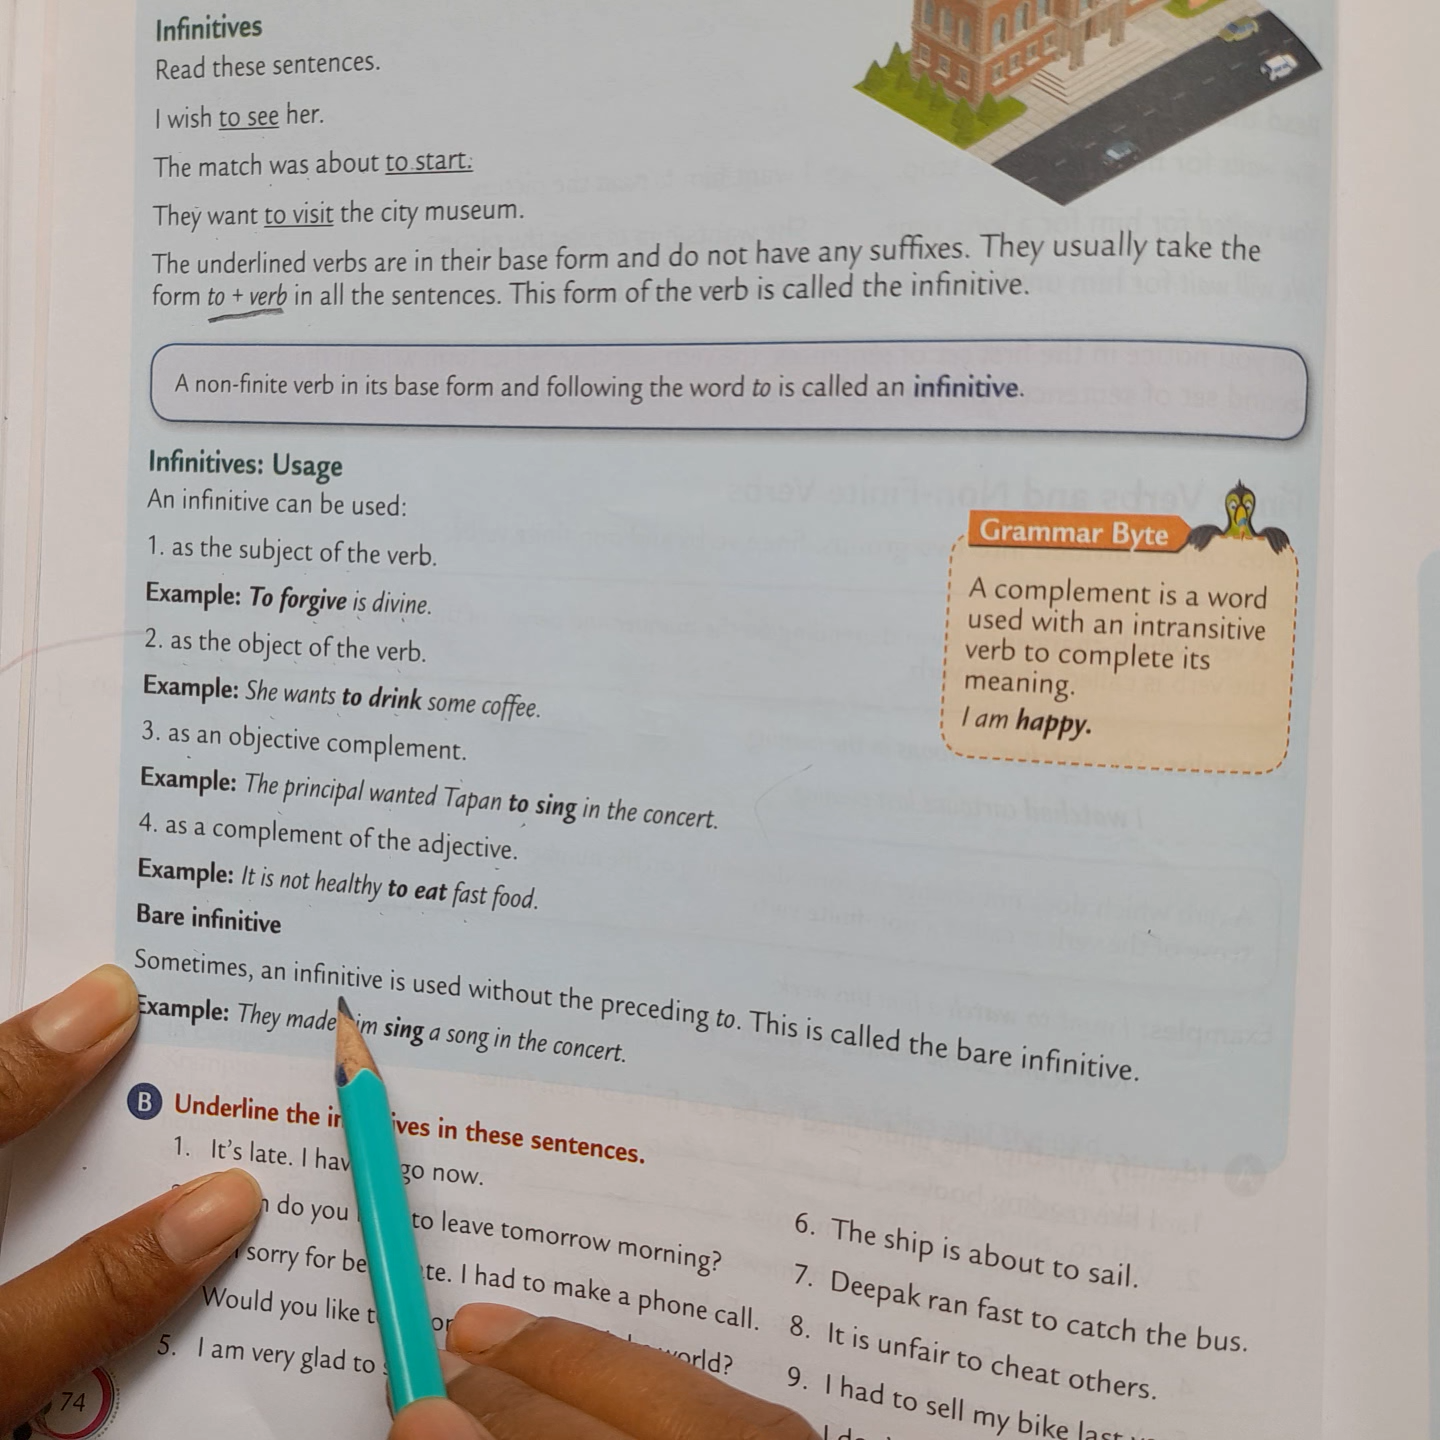 Infinitives
Read these sentences.
I wish to see her.
The match was about to start.
They want to visit the city museum.
The underlined verbs are in their base form and do not have any suffixes. They usually take the
form to + verb in all the sentences. This form of the verb is called the infinitive.
A non-finite verb in its base form and following the word to is called an infinitive.
Infinitives: Usage
An infinitive can be used:
1. as the subject of the verb.
Example: To forgive is divine.
2. as the object of the verb.
Example: She wants to drink some coffee.
3. as an objective complement.
Example: The principal wanted Tapan to sing in the concert.
4. as a complement of the adjective.
Example: It is not healthy to eat fast food.
Bare infinitive
Sometimes, an infinitive is used without the preceding to. This is called the bare infinitive.
Example: They made sing a song in the concert.
Grammar Byte
A complement is a word
used with an intransitive
verb to complete its
meaning.
I am happy.
B Underline the in these sentences.
1. It's late. I go now.
do you to leave tomorrow morning?
sorry for I had to make a phone call.
Would you like world?
5. I am very glad to
6. The ship is about to sail.
7. Deepak ran fast to catch the bus.
8. It is unfair to cheat others.
9. I had to sell my bike last
74